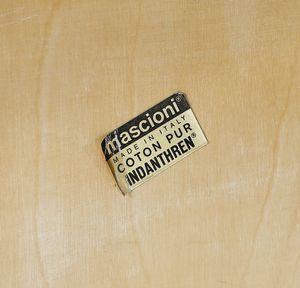 mascioni®
MADE IN ITALY
COTON PUR
INDANTHREN®